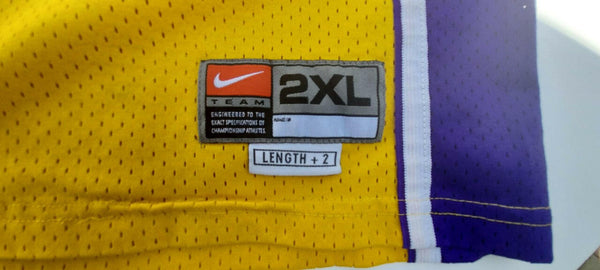 TEAM
2XL
ENGINEERED TO THE
EXACT SPECIFICATIONS OF
CHAMPIONSHIP ATHLETES.
LENGTH + 2